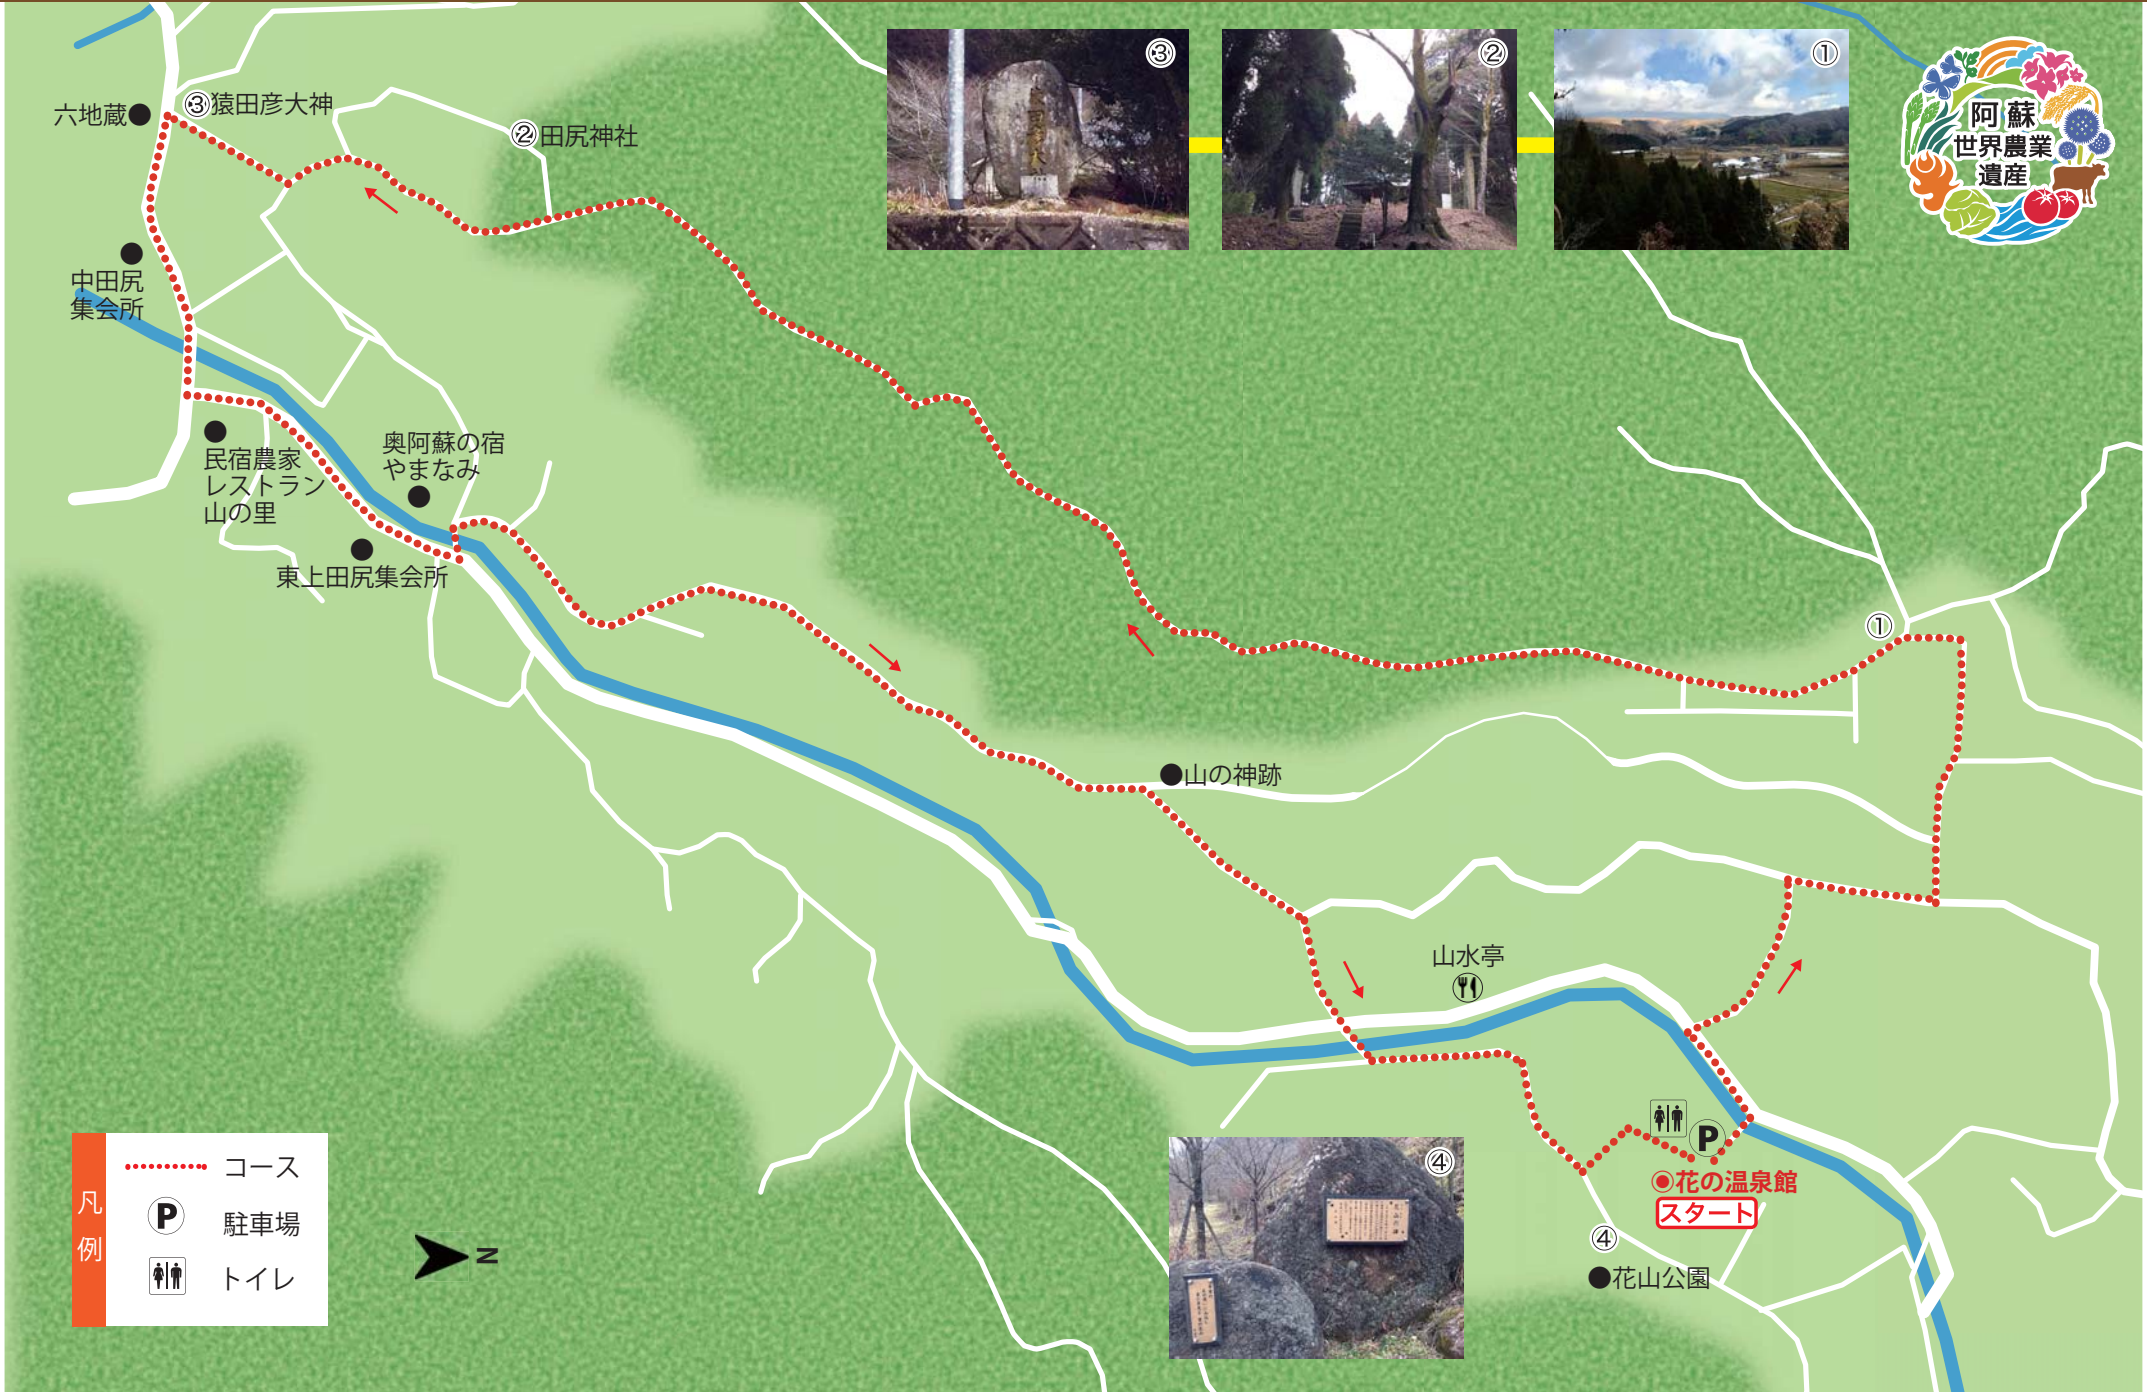 ③
②
①
阿蘇
世界農業
遺産
六地蔵
③猿田彦大神
②田尻神社
中田尻
集会所
民宿農家
レストラン
山の里
奥阿蘇の宿
やまなみ
東上田尻集会所
①
山の神跡
山水亭
P
◉花の温泉館
スタート
④
④
花山公園
凡例
コース
P
駐車場
トイレ
N